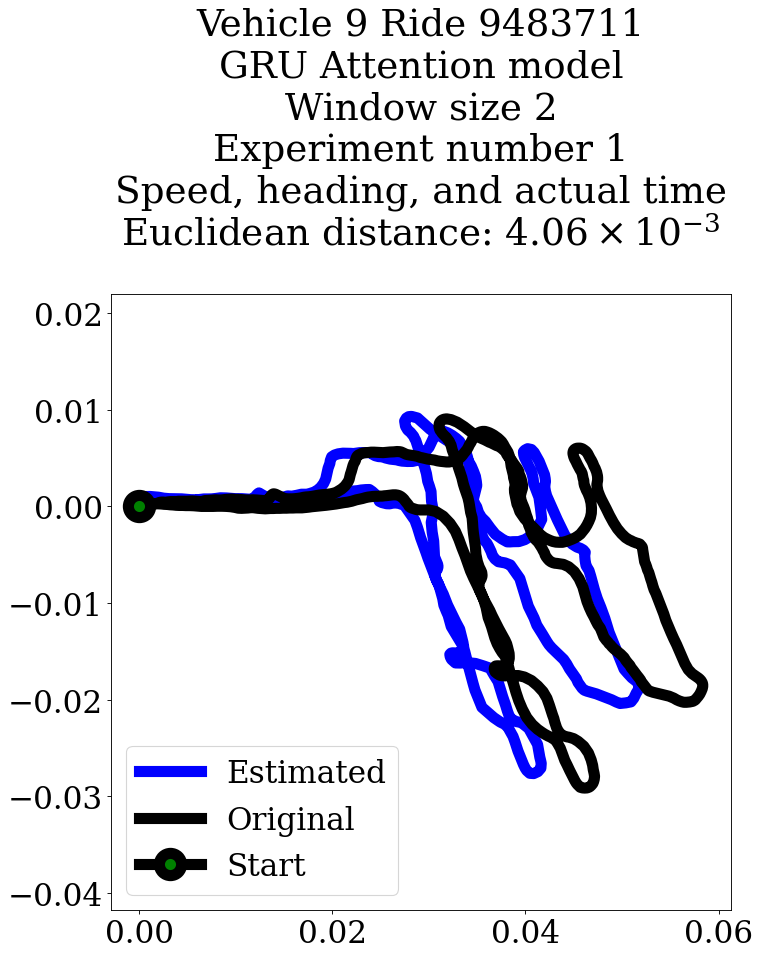 Vehicle 9 Ride 9483711
GRU Attention model
Window size 2
Experiment number 1
Speed, heading, and actual time
Euclidean distance: 4.06 × 10⁻³
0.02
0.01
0.00
−0.01
−0.02
−0.03
−0.04
Estimated
Original
Start
0.00 0.02 0.04 0.06